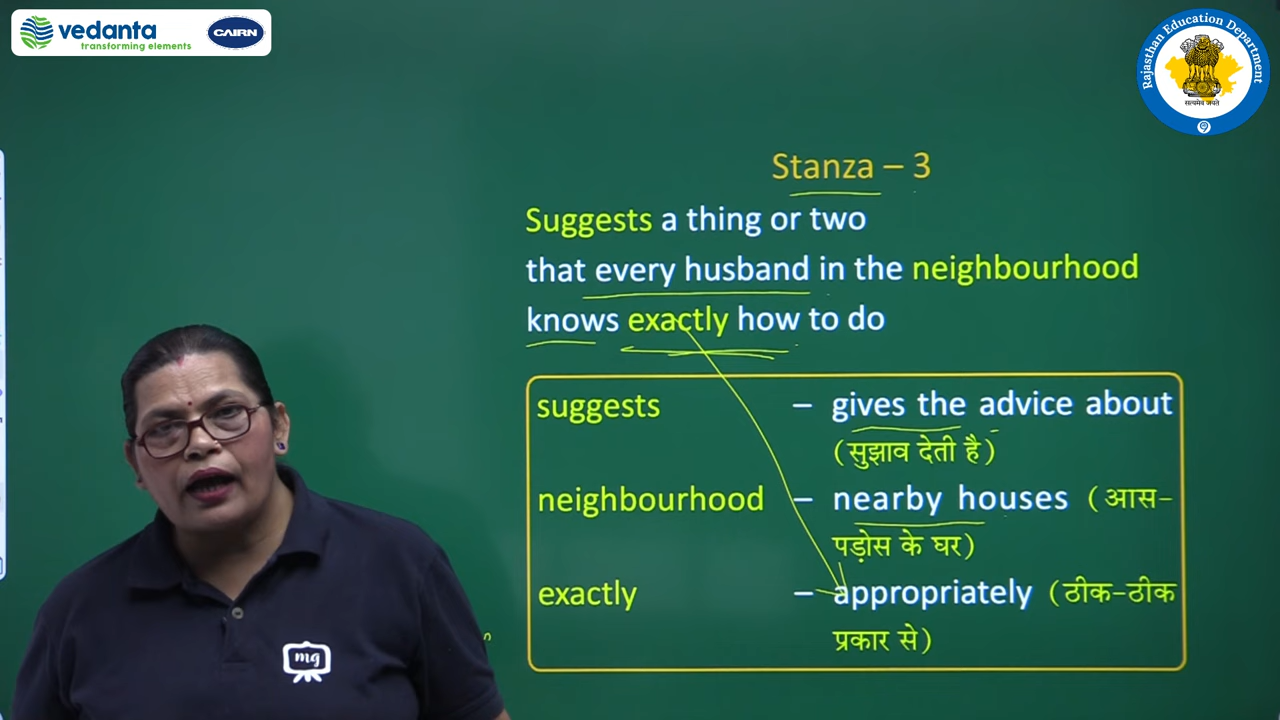 vedanta
transforming elements
CAIRN
Rajasthan Education Department
सत्यमेव जयते
Stanza – 3
Suggests a thing or two
that every husband in the neighbourhood
knows exactly how to do
suggests – gives the advice about
(सुझाव देती है)
neighbourhood – nearby houses (आस-
पड़ोस के घर)
exactly – appropriately (ठीक-ठीक
प्रकार से)
mg